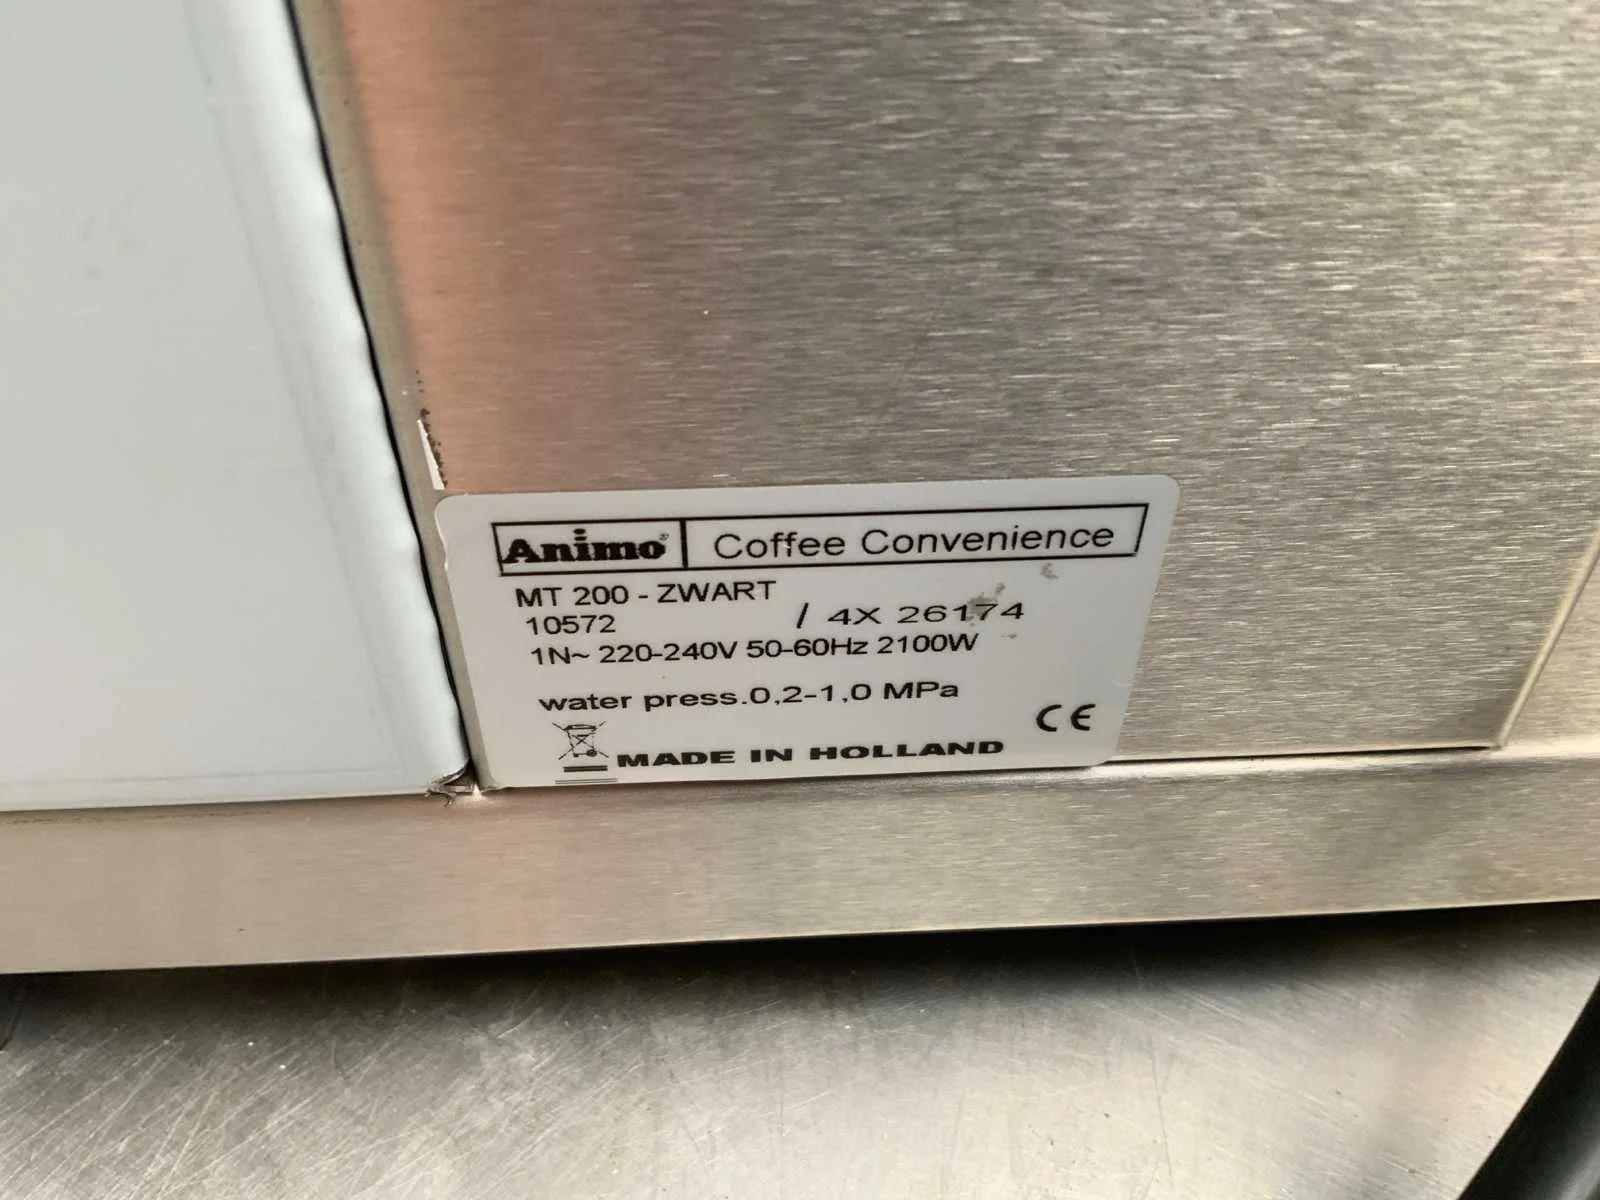 Animo® Coffee Convenience
MT 200 - ZWART
10572 / 4X 26174
1N~ 220-240V 50-60Hz 2100W
water press.0,2-1,0 MPa
CE
MADE IN HOLLAND